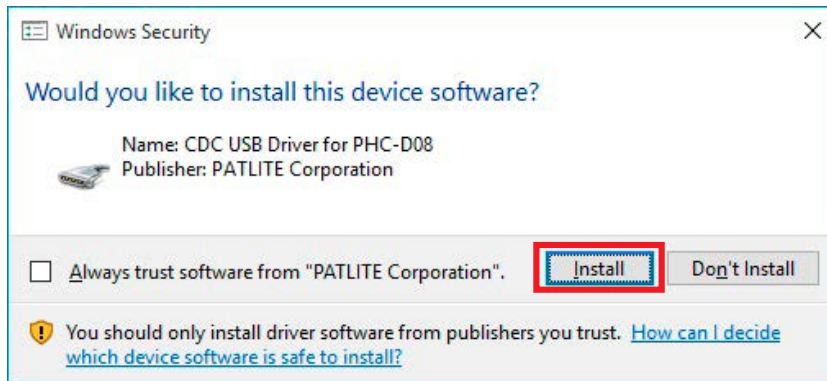 Windows Security
Would you like to install this device software?
Name: CDC USB Driver for PHC-D08
Publisher: PATLITE Corporation
Always trust software from "PATLITE Corporation".
Install
Don't Install
You should only install driver software from publishers you trust. How can I decide
which device software is safe to install?